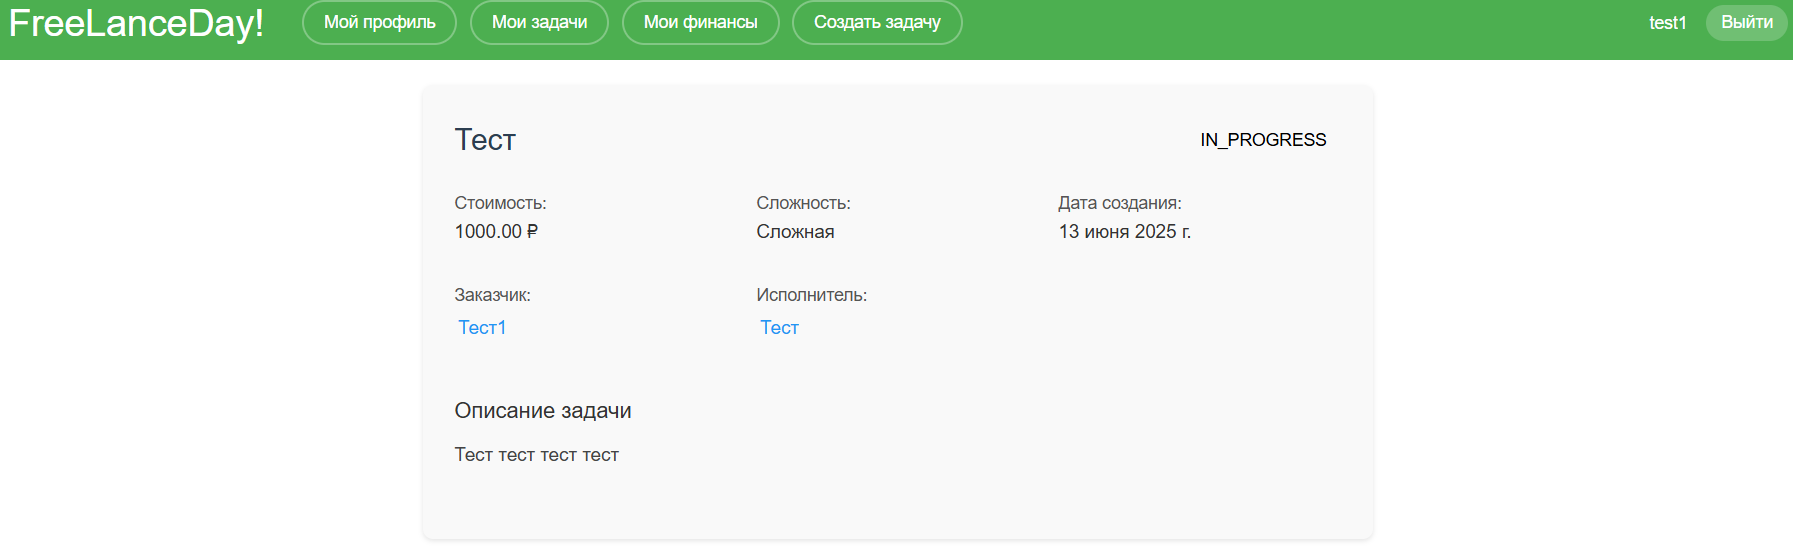 FreeLanceDay! Мой профиль Мои задачи Мои финансы Создать задачу test1 Выйти
Тест IN_PROGRESS
Стоимость: Сложность: Дата создания:
1000.00 ₽ Сложная 13 июня 2025 г.
Заказчик: Исполнитель:
Тест1 Тест
Описание задачи
Тест тест тест тест